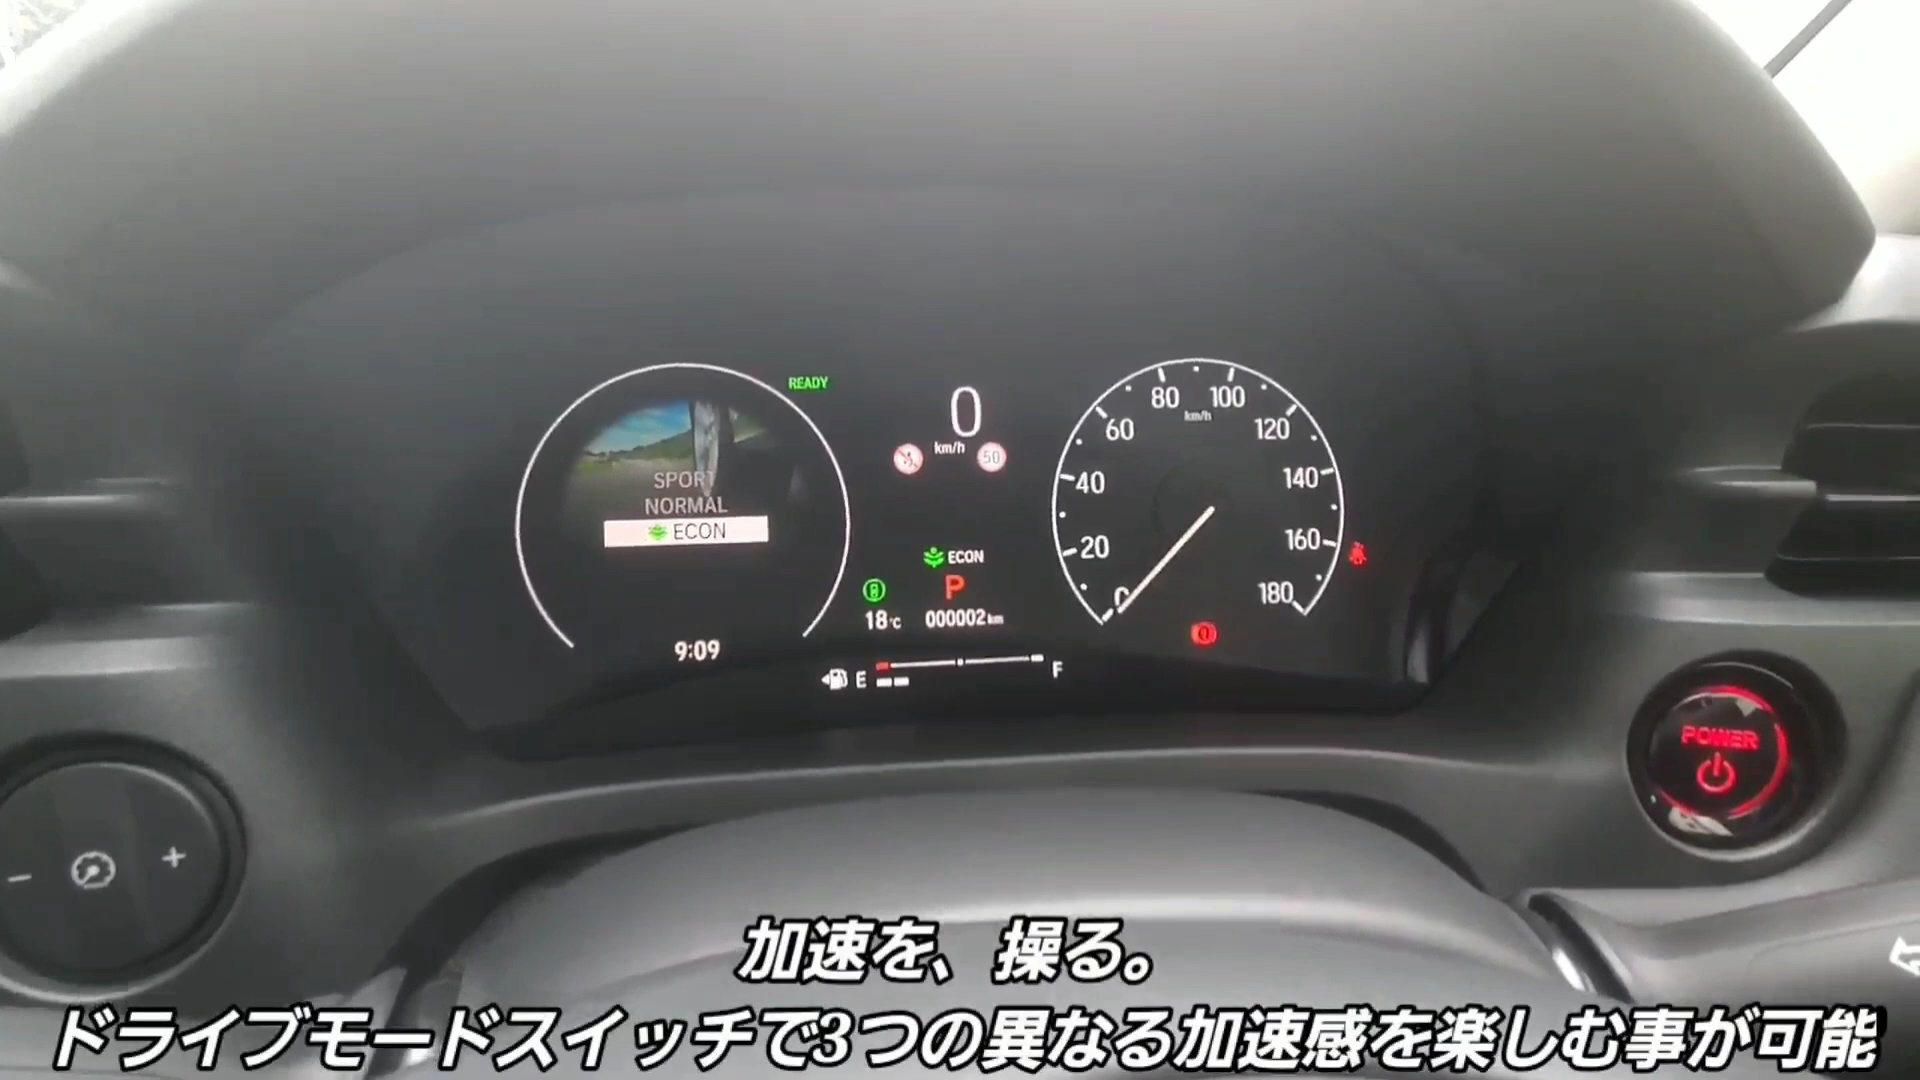 READY
0
km/h
50
SPORT
NORMAL
ECON
ECON
P
18°C
000002km
9:09
E
F
0
20
40
60
80
100
120
140
160
180
km/h
POWER
- +
加速を、操る。
ドライブモードスイッチで3つの異なる加速感を楽しむ事が可能